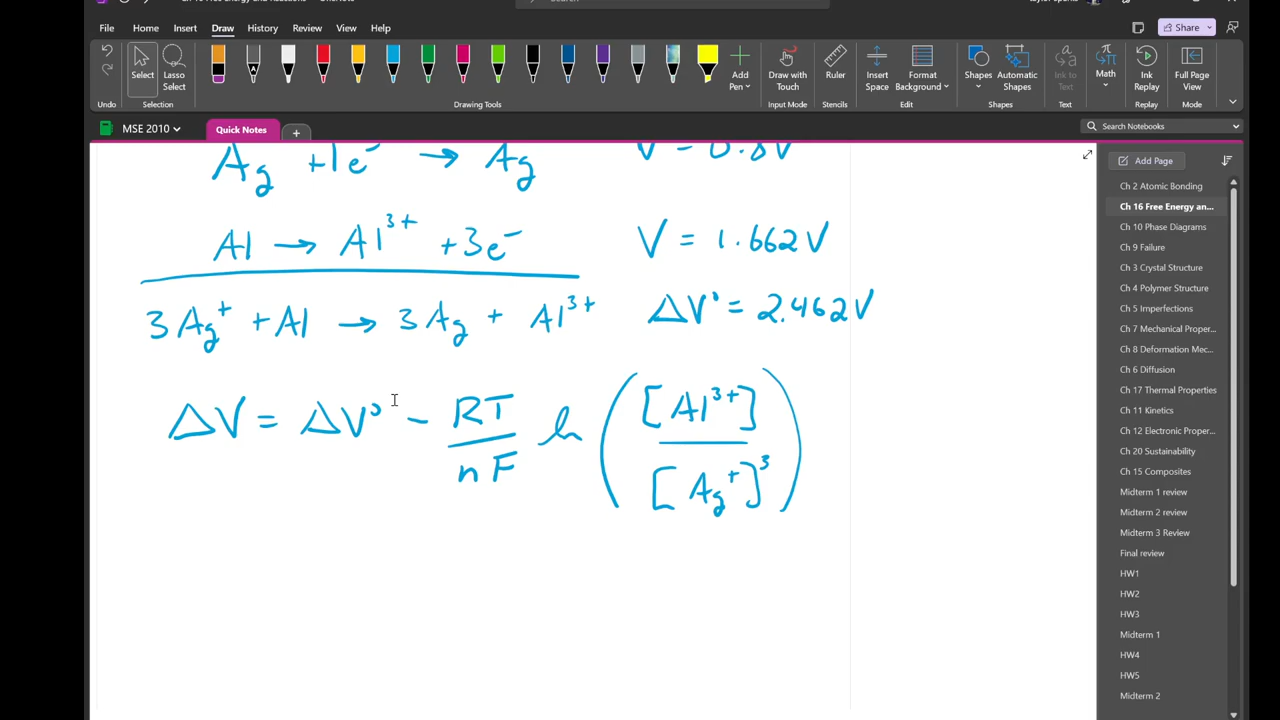 File Home Insert Draw History Review View Help Share
Undo Select Lasso Select Add Pen Draw with Touch Ruler Insert Space Format Background Shapes Automatic Shapes Ink to Text Math Ink Replay Full Page View
Undo Selection Drawing Tools Input Mode Stencils Edit Shapes Text Replay Mode
MSE 2010 Quick Notes + Search Notebooks
Add Page
Ag +1e⁻ → Ag V = 0.8V
Al → Al³⁺ +3e⁻ V = 1.662V
3Ag⁺ + Al → 3Ag + Al³⁺ ΔV° = 2.462V
ΔV = ΔV° - RT/nF ln([Al³⁺]/[Ag⁺]³)
Ch 2 Atomic Bonding
Ch 16 Free Energy an...
Ch 10 Phase Diagrams
Ch 9 Failure
Ch 3 Crystal Structure
Ch 4 Polymer Structure
Ch 5 Imperfections
Ch 7 Mechanical Proper...
Ch 8 Deformation Mec...
Ch 6 Diffusion
Ch 17 Thermal Properties
Ch 11 Kinetics
Ch 12 Electronic Proper...
Ch 20 Sustainability
Ch 15 Composites
Midterm 1 review
Midterm 2 review
Midterm 3 Review
Final review
HW1
HW2
HW3
Midterm 1
HW4
HW5
Midterm 2